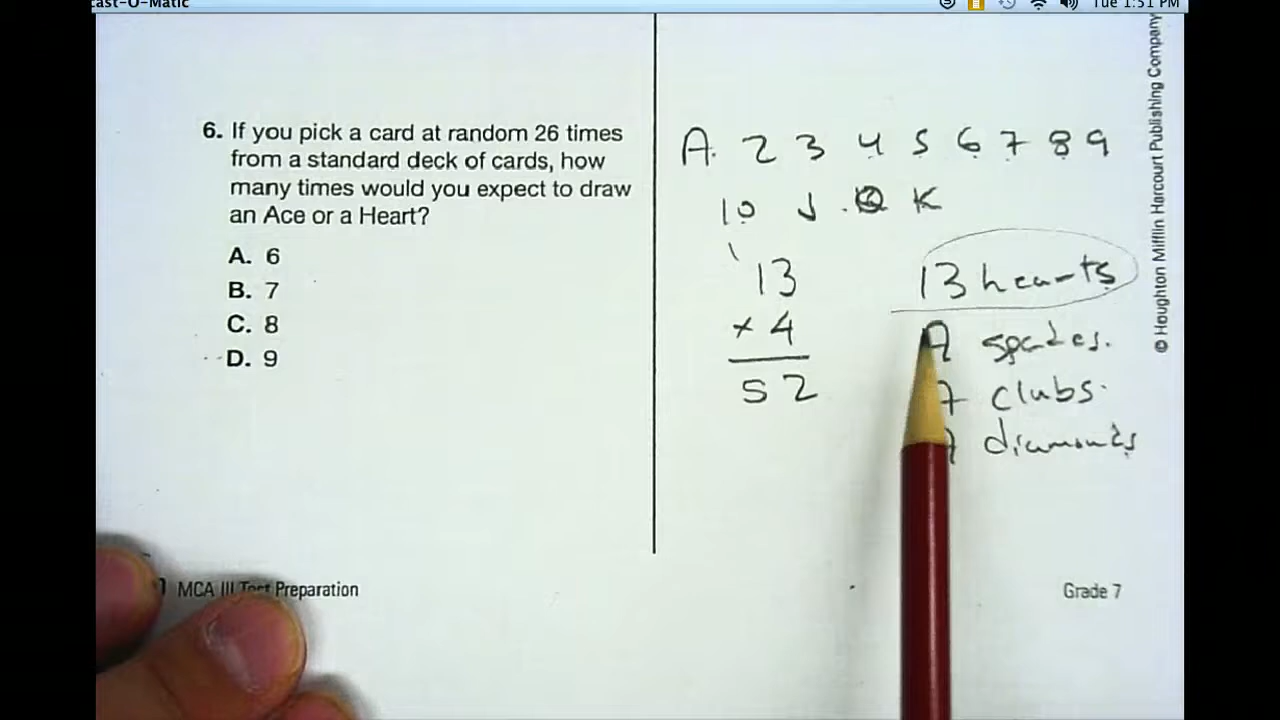 Tue 1:51 PM
6. If you pick a card at random 26 times
from a standard deck of cards, how
many times would you expect to draw
an Ace or a Heart?
A. 6
B. 7
C. 8
D. 9
A 2 3 4 5 6 7 8 9
10 J Q K
1
13
× 4
52
13 hearts
A spades.
clubs.
diamonds
MCA III Test Preparation
Grade 7
© Houghton Mifflin Harcourt Publishing Company